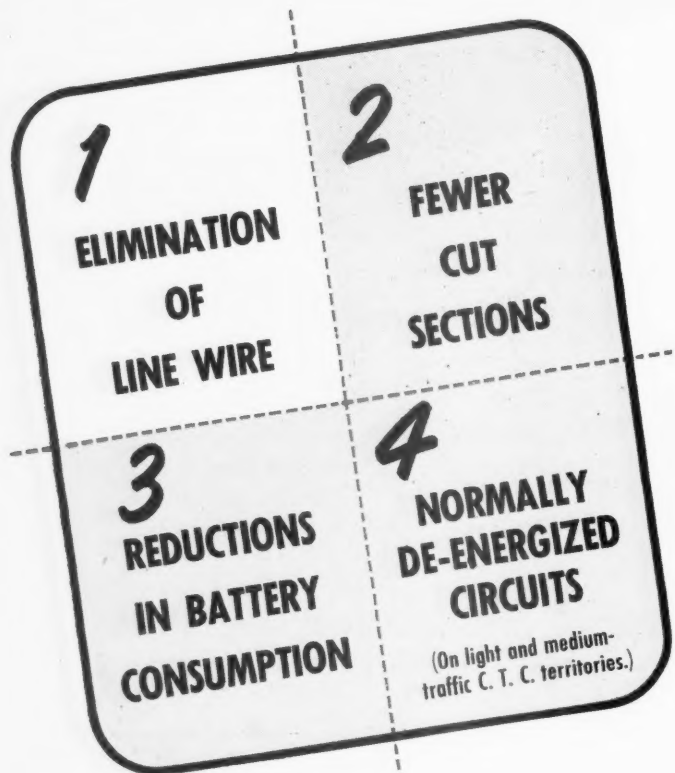 1
ELIMINATION
OF
LINE WIRE
2
FEWER
CUT
SECTIONS
3
REDUCTIONS
IN BATTERY
CONSUMPTION
4
NORMALLY
DE-ENERGIZED
CIRCUITS
(On light and medium-
traffic C. T. C. territories.)